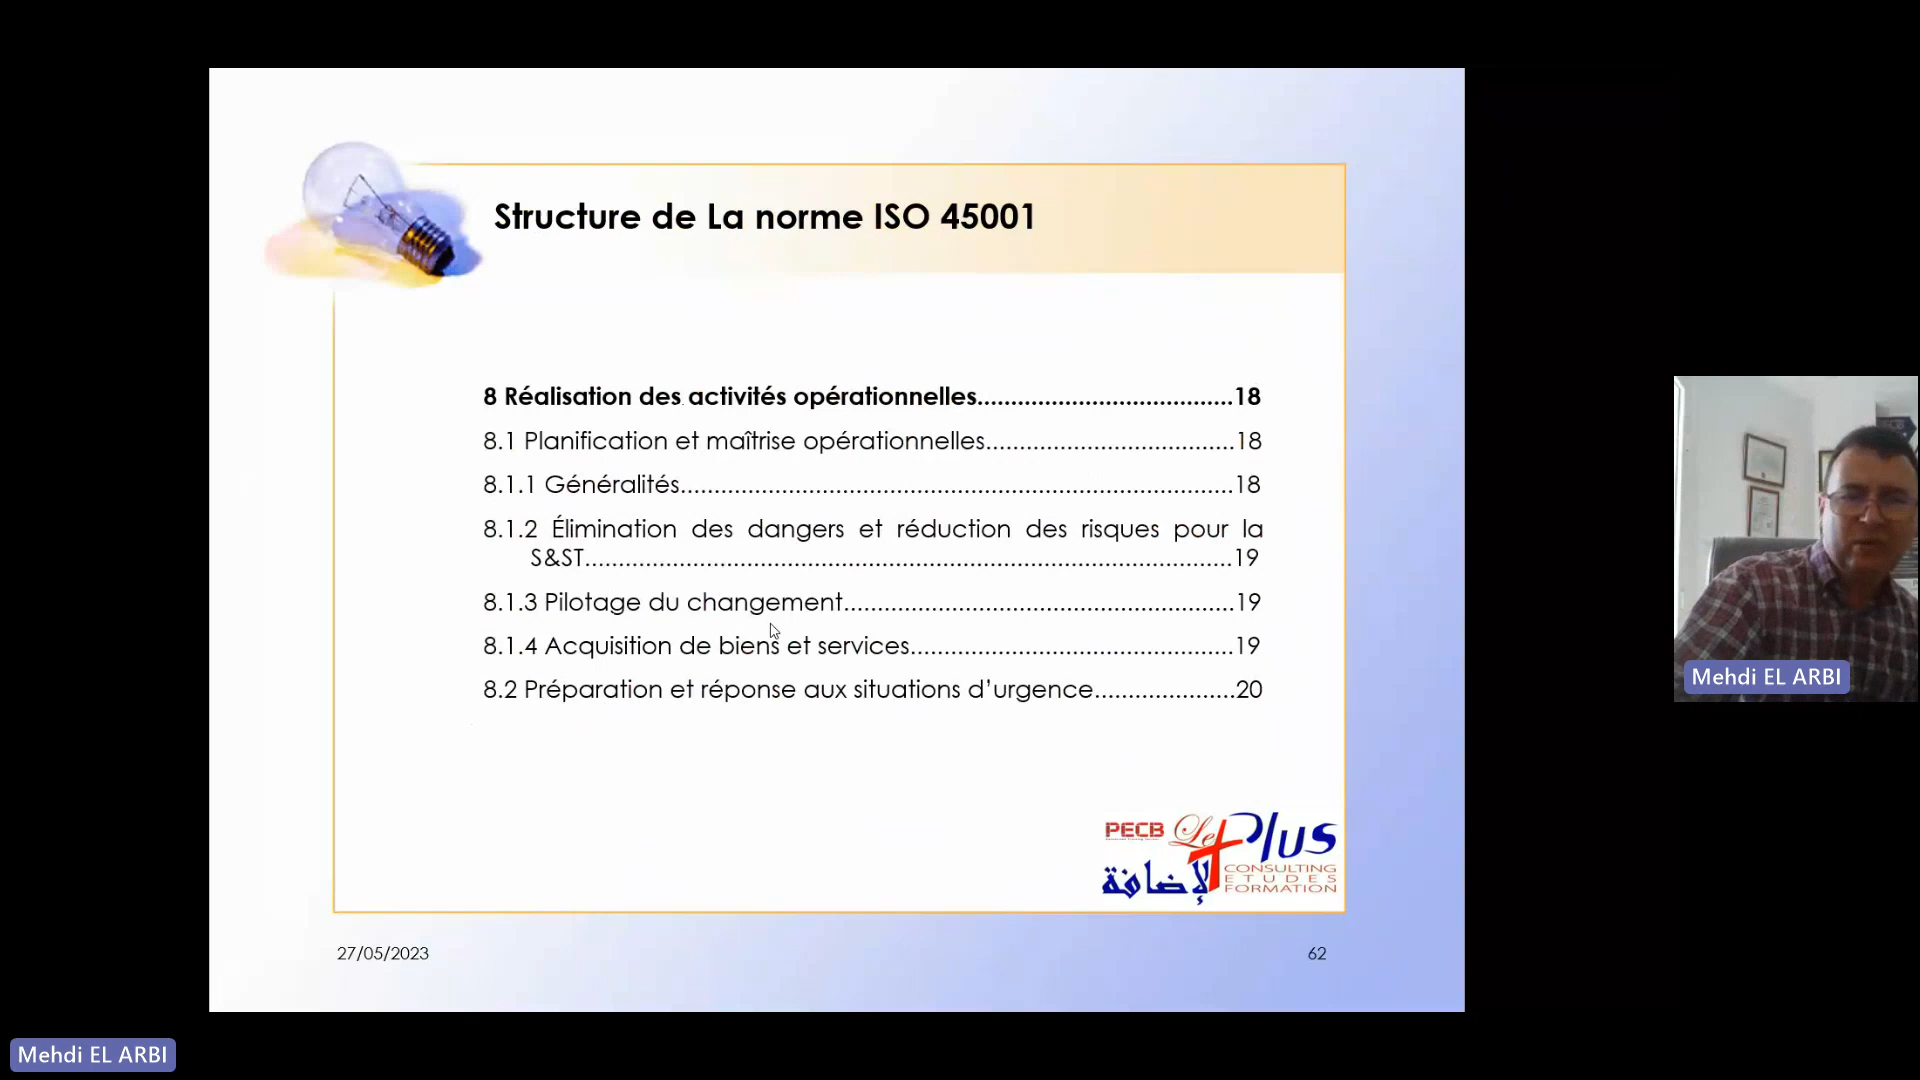 Structure de La norme ISO 45001
8 Réalisation des activités opérationnelles......................................18
8.1 Planification et maîtrise opérationnelles.....................................18
8.1.1 Généralités..................................................................................18
8.1.2 Élimination des dangers et réduction des risques pour la
S&ST................................................................................................19
8.1.3 Pilotage du changement..........................................................19
8.1.4 Acquisition de biens et services................................................19
8.2 Préparation et réponse aux situations d’urgence.....................20
PECB
Le Plus
الإضافة
CONSULTING
ETUDES
FORMATION
27/05/2023
62
Mehdi EL ARBI
Mehdi EL ARBI